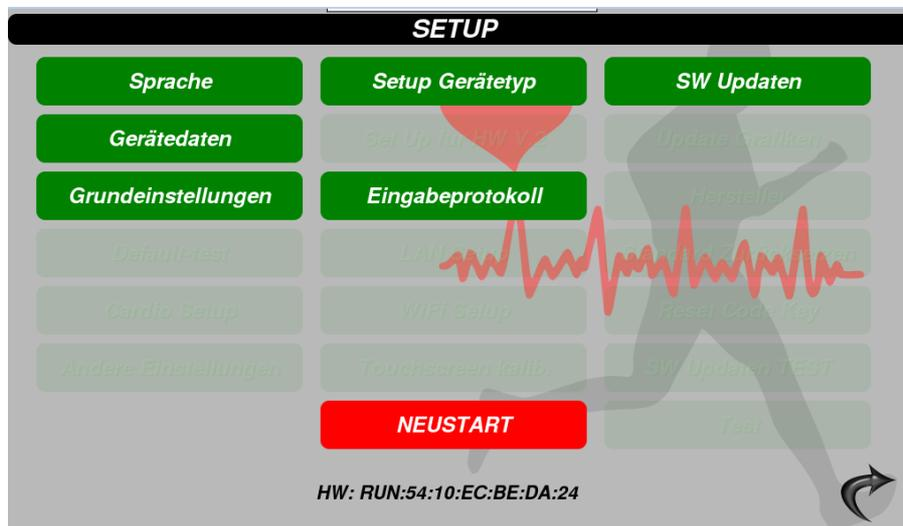 SETUP
Sprache
Setup Gerätetyp
SW Updaten
Gerätedaten
Set Up für HW V.2
Update Grafiken
Grundeinstellungen
Eingabeprotokoll
Hersteller
Default-test
LAN
Cardio Setup
WiFi Setup
Reset Code Key
Andere Einstellungen
Touchscreen kalib.
SW Updaten TEST
NEUSTART
Test
HW: RUN:54:10:EC:BE:DA:24